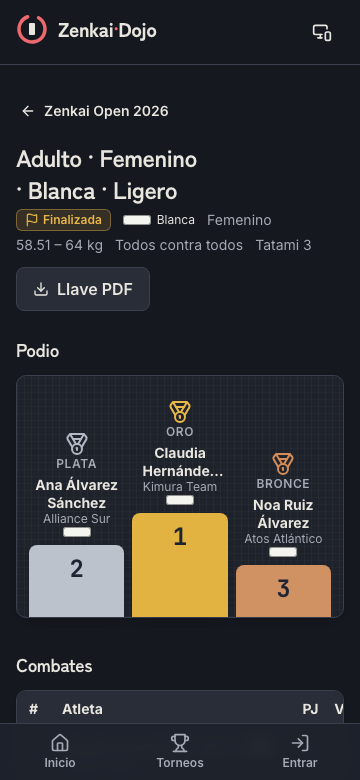 Zenkai·Dojo
Zenkai Open 2026
Adulto · Femenino
· Blanca · Ligero
Finalizada Blanca Femenino
58.51 – 64 kg Todos contra todos Tatami 3
Llave PDF
Podio
ORO
Claudia
Hernánde...
Kimura Team
1
PLATA
Ana Álvarez
Sánchez
Alliance Sur
2
BRONCE
Noa Ruiz
Álvarez
Atos Atlántico
3
Combates
# Atleta PJ V
Inicio Torneos Entrar